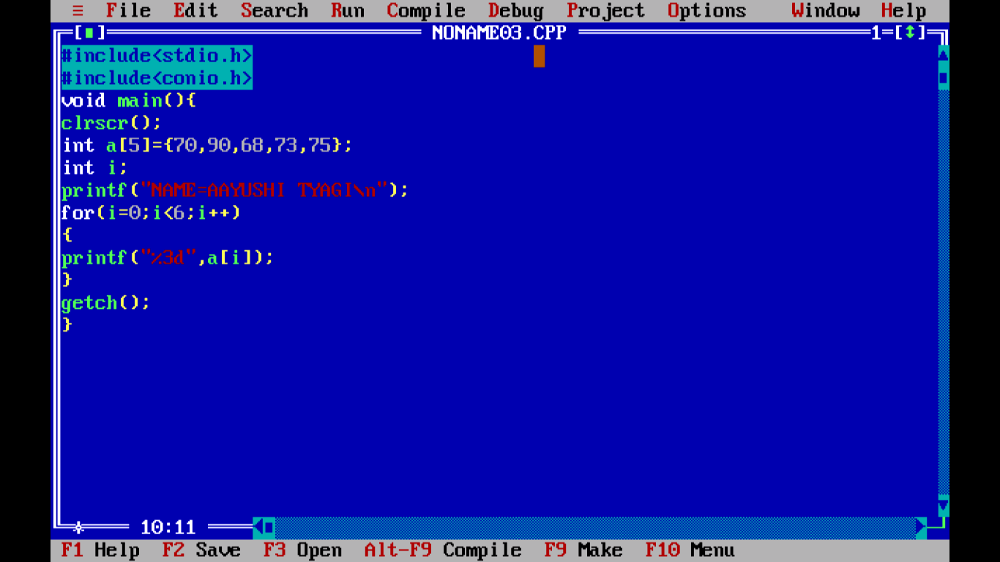 ≡ File Edit Search Run Compile Debug Project Options Window Help
[■] NONAME03.CPP 1=[↕]
#include<stdio.h>
#include<conio.h>
void main(){
clrscr();
int a[5]={70,90,68,73,75};
int i;
printf("NAME=AAYUSHI TYAGI\n");
for(i=0;i<6;i++)
{
printf("%3d",a[i]);
}
getch();
}
10:11
F1 Help F2 Save F3 Open Alt-F9 Compile F9 Make F10 Menu